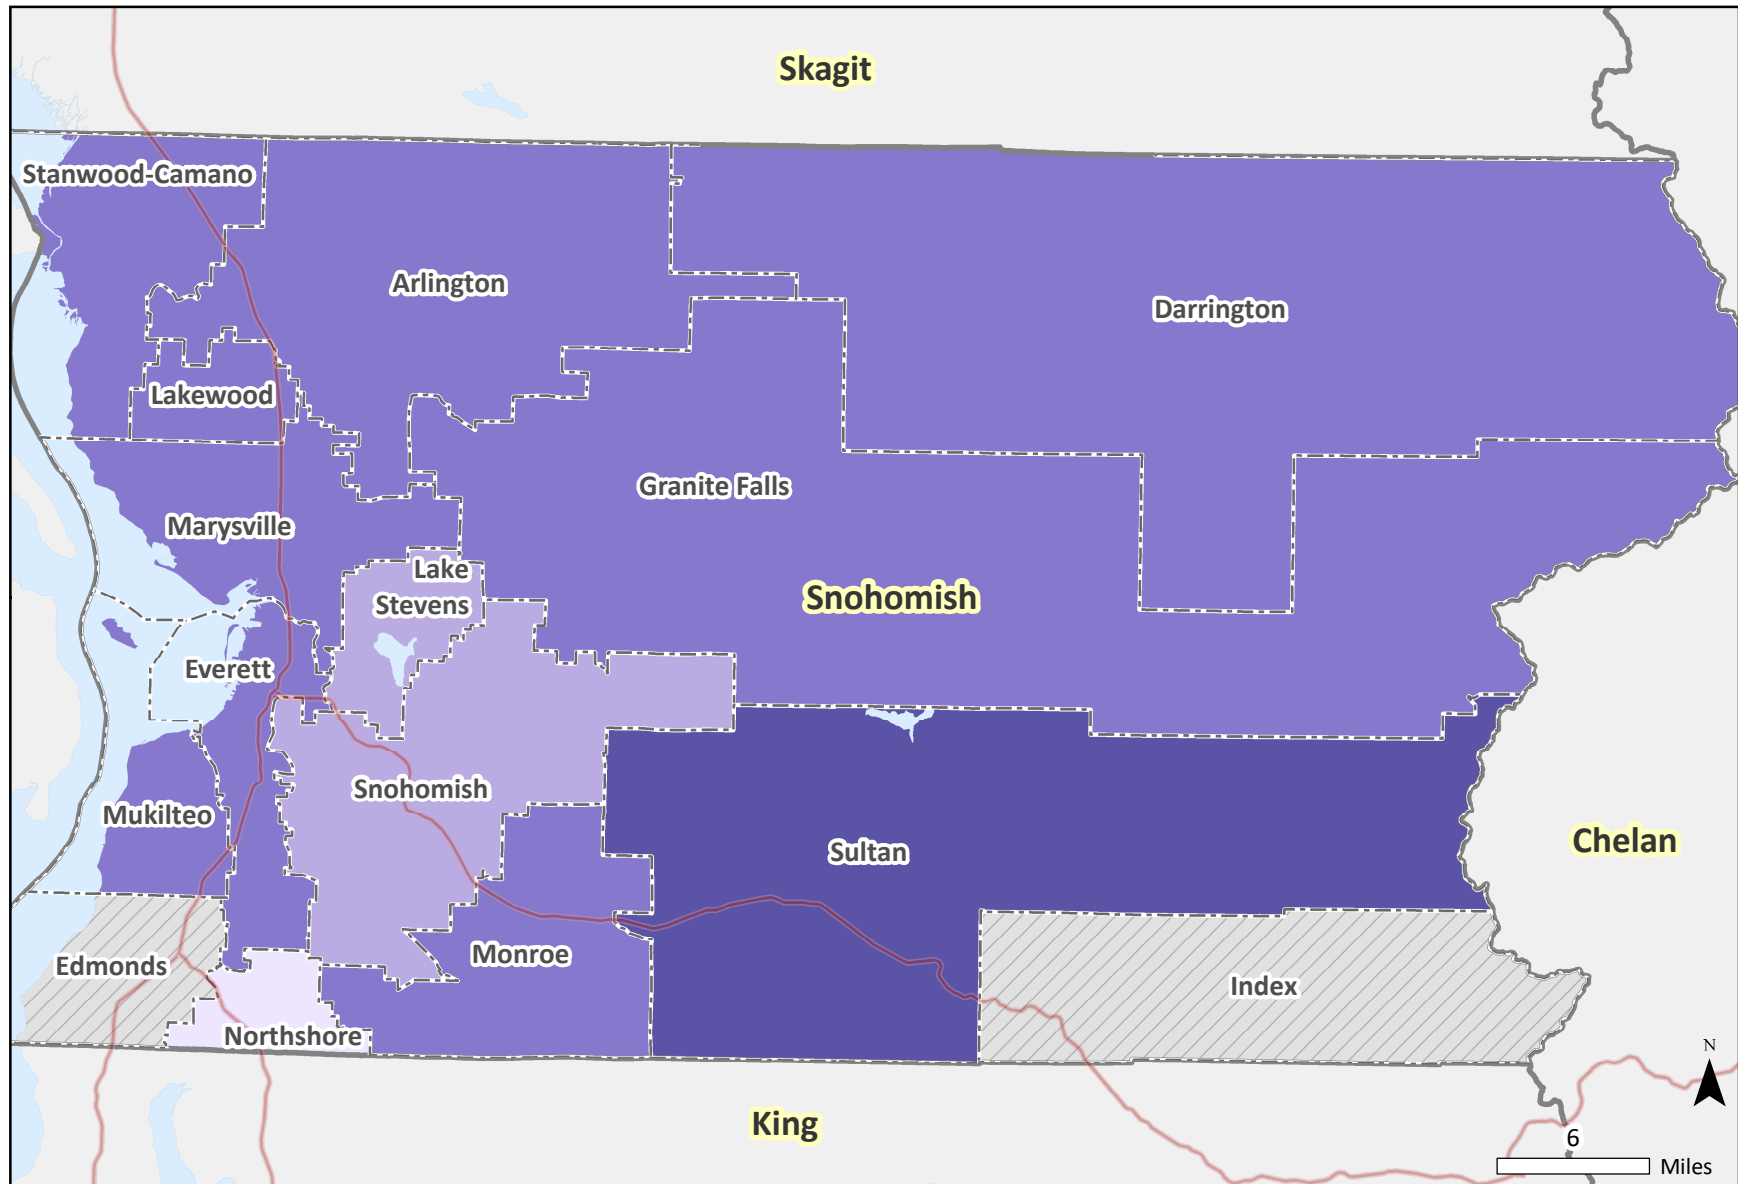 Skagit
Stanwood-Camano
Arlington
Darrington
Lakewood
Granite Falls
Marysville
Lake
Stevens
Snohomish
Everett
Snohomish
Mukilteo
Sultan
Chelan
Monroe
Edmonds
Index
Northshore
N
King
6
Miles